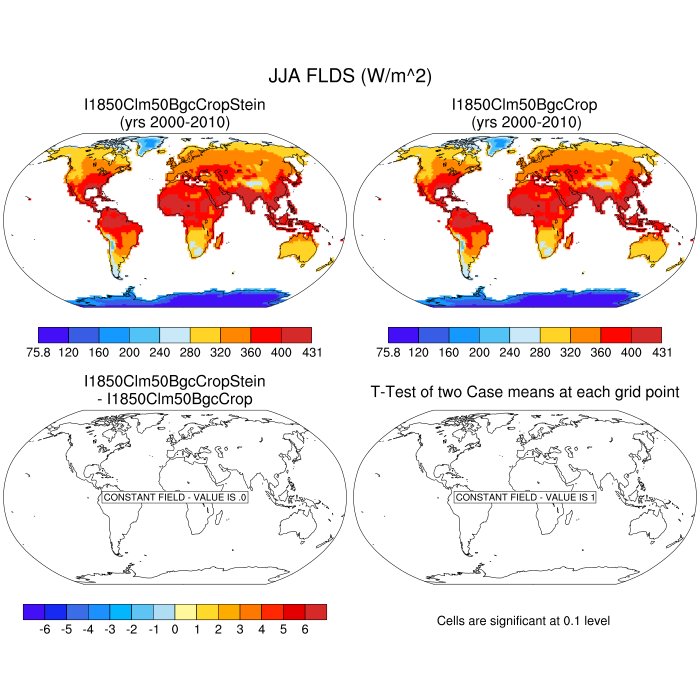 JJA FLDS (W/m^2)
I1850Clm50BgcCropStein
(yrs 2000-2010)
I1850Clm50BgcCrop
(yrs 2000-2010)
75.8 120 160 200 240 280 320 360 400 431
75.8 120 160 200 240 280 320 360 400 431
I1850Clm50BgcCropStein
- I1850Clm50BgcCrop
T-Test of two Case means at each grid point
CONSTANT FIELD - VALUE IS .0
CONSTANT FIELD - VALUE IS 1
-6 -5 -4 -3 -2 -1 0 1 2 3 4 5 6
Cells are significant at 0.1 level